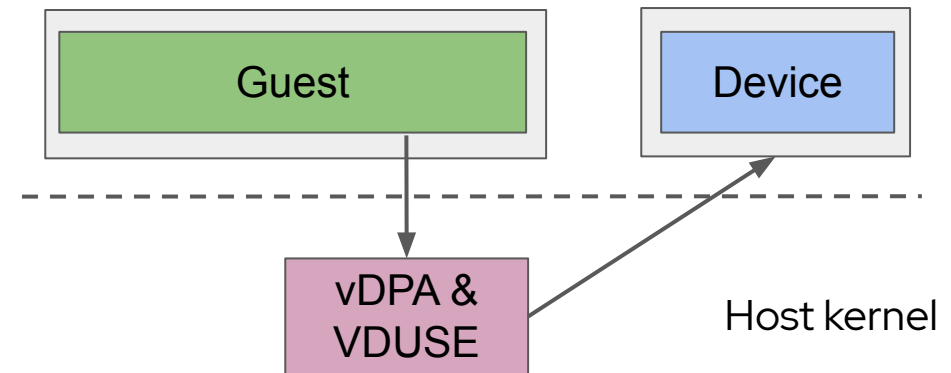 Guest
Device
vDPA &
VDUSE
Host kernel